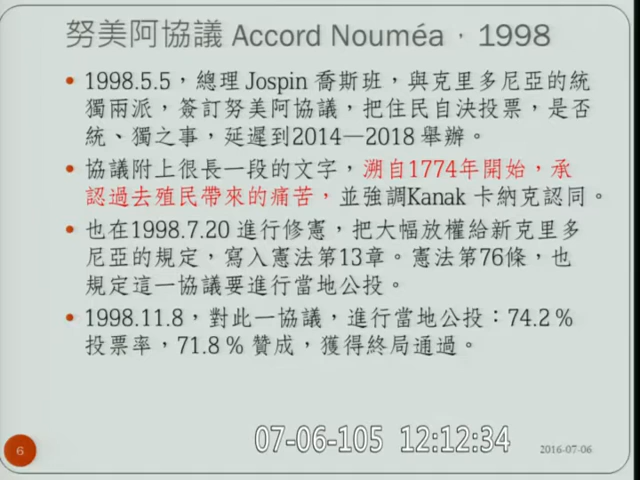 努美阿協議 Accord Nouméa，1998
• 1998.5.5，總理 Jospin 喬斯班，與克里多尼亞的統
獨兩派，簽訂努美阿協議，把住民自決投票，是否
統、獨之事，延遲到2014—2018 舉辦。
• 協議附上很長一段的文字，溯自1774年開始，承
認過去殖民帶來的痛苦，並強調Kanak 卡納克認同。
• 也在1998.7.20 進行修憲，把大幅放權給新克里多
尼亞的規定，寫入憲法第13章。憲法第76條，也
規定這一協議要進行當地公投。
• 1998.11.8，對此一協議，進行當地公投：74.2%
投票率，71.8% 贊成，獲得終局通過。
07-06-105 12:12:34
6
2016-07-06